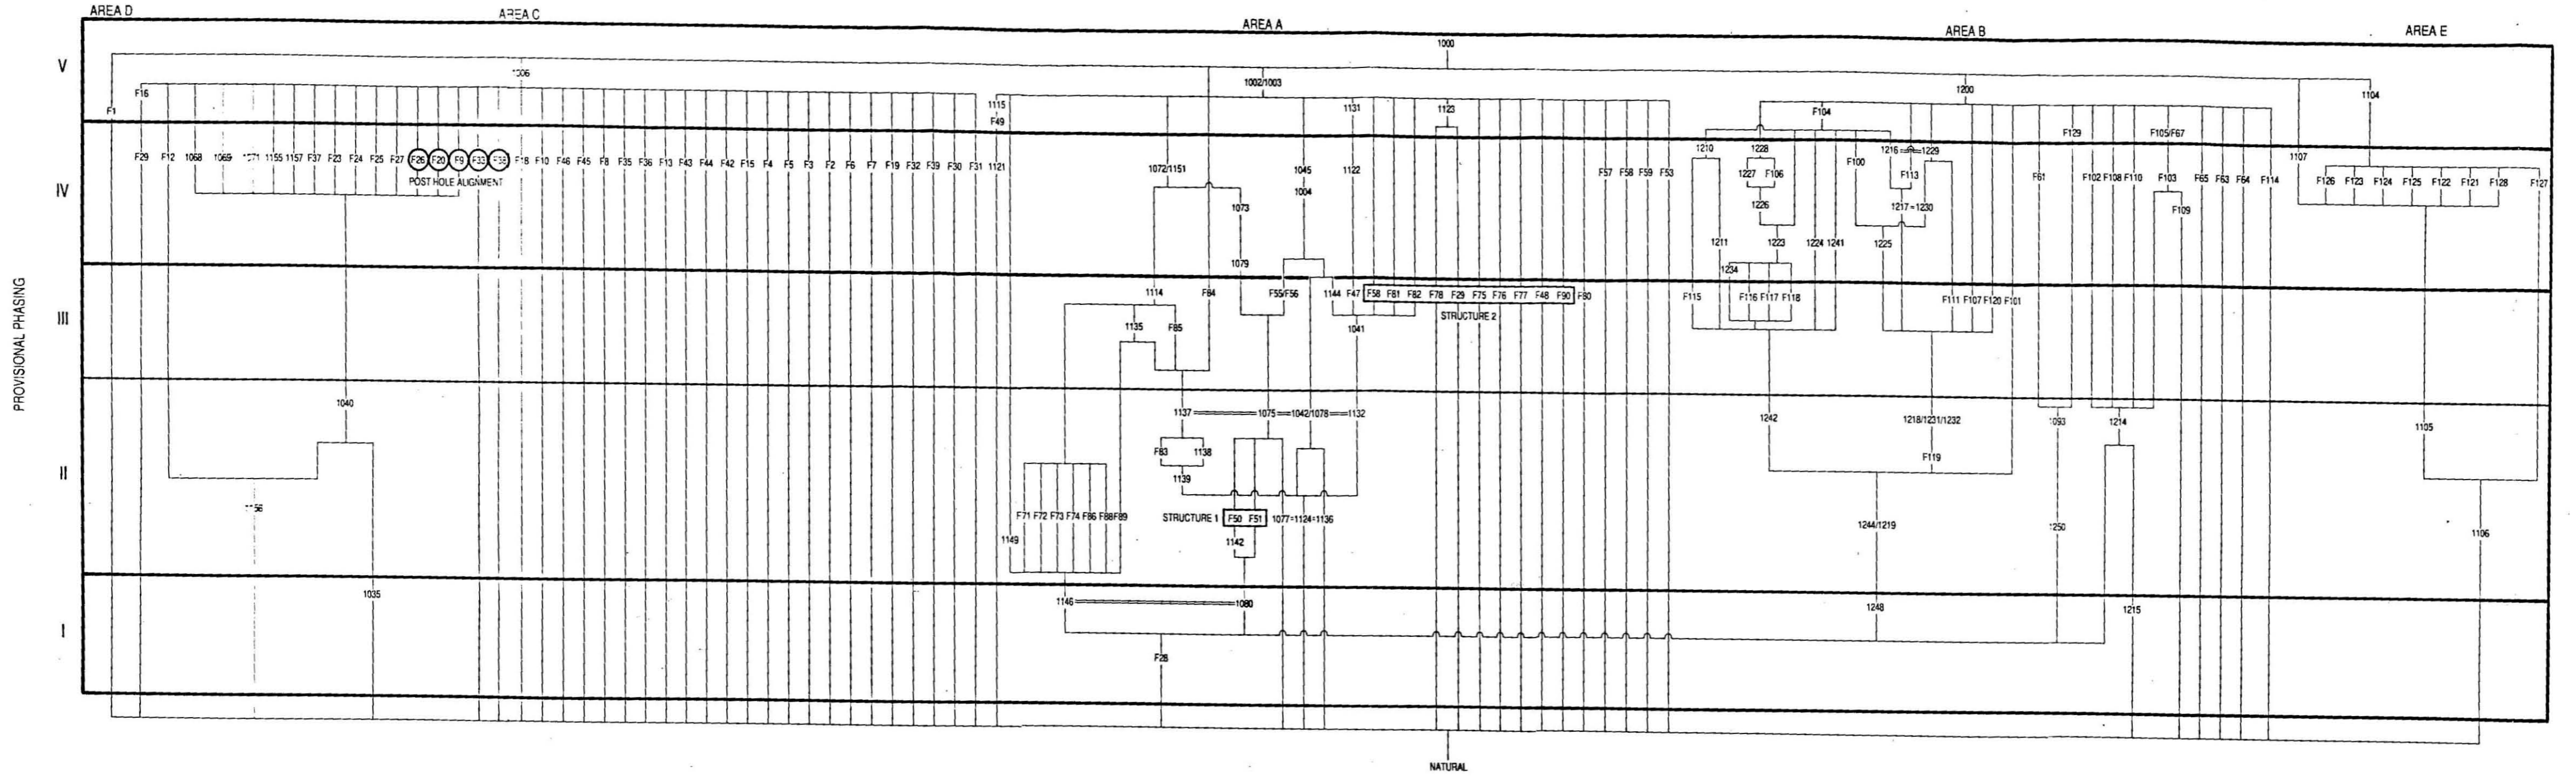 AREA D AREA C AREA A AREA B AREA E
PROVISIONAL PHASING
V
1000
1006 1002/1003 1200 1104
F16 F1 1115 F49 1131 1123 F104 F129 F105/F67
IV
F29 F12 1068 1069 1071 1155 1157 F37 F23 F24 F25 F27 F26 F20 F9 F33 F38 F18 F10 F46 F45 F8 F35 F36 F13 F43 F44 F42 F15 F4 F5 F3 F2 F6 F7 F19 F32 F39 F30 F31 1121
POST HOLE ALIGNMENT
1072/1151 1045 1122 F57 F58 F59 F53
1004
1073
1079
1210 1228 F100 1216 1229
1227 F106 F113
1226 1217=1230
1211 1223 1224 1241 1225
1234
F61 F102 F108 F110 F103 F65 F63 F64 F114
F109
1107 F126 F123 F124 F125 F122 F121 F128 F127
III
1114 F84 F55/F56 1144 F47 F58 F81 F82 F78 F29 F75 F76 F77 F48 F90 F80
STRUCTURE 2
1135 F85 1041
F115 F116 F117 F118 F111 F107 F120 F101
II
1040
1137 1075 1042/1078 1132
F83 1138
1139
1242 1218/1231/1232 1093 1214 1105
F119
F71 F72 F73 F74 F86 F88 F89
STRUCTURE 1 F50 F51 1077=1124=1136
1149 1142
1244/1219 1250 1106
I
1035 1146 1080 1248 1215
F28
NATURAL